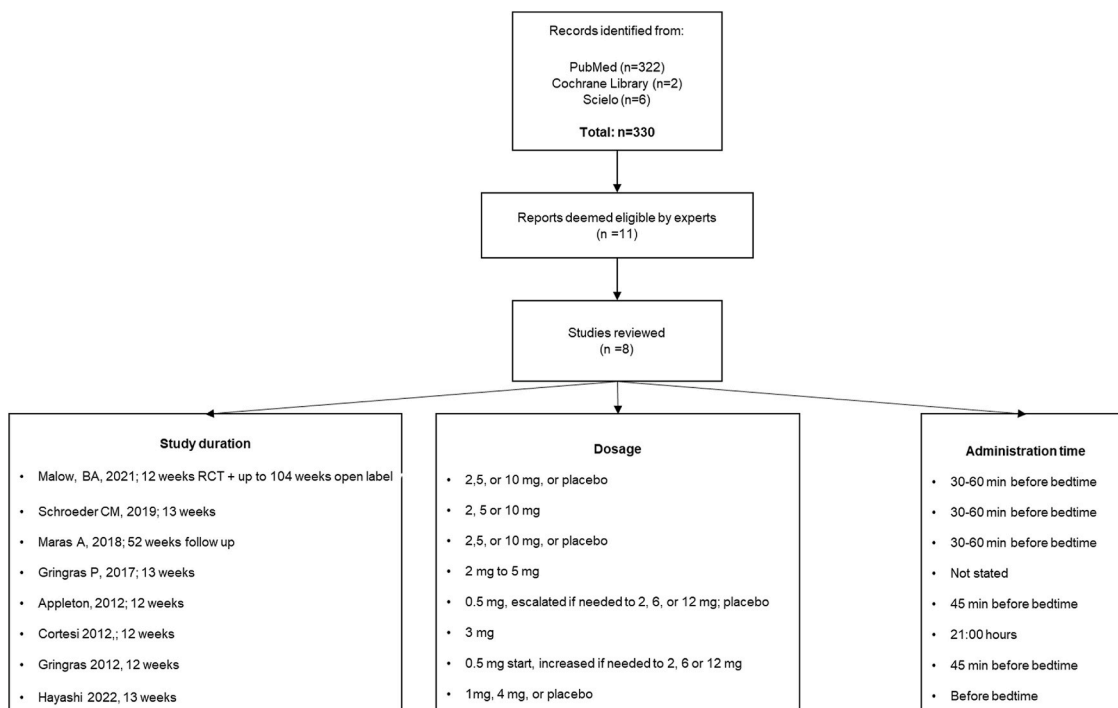 Records identified from:
PubMed (n=322)
Cochrane Library (n=2)
Scielo (n=6)
Total: n=330
Reports deemed eligible by experts
(n =11)
Studies reviewed
(n =8)
Study duration
• Malow, BA, 2021; 12 weeks RCT + up to 104 weeks open label
• Schroeder CM, 2019; 13 weeks
• Maras A, 2018; 52 weeks follow up
• Gringras P, 2017; 13 weeks
• Appleton, 2012; 12 weeks
• Cortesi 2012,; 12 weeks
• Gringras 2012, 12 weeks
• Hayashi 2022, 13 weeks
Dosage
• 2,5, or 10 mg, or placebo
• 2, 5 or 10 mg
• 2,5, or 10 mg, or placebo
• 2 mg to 5 mg
• 0.5 mg, escalated if needed to 2, 6, or 12 mg; placebo
• 3 mg
• 0.5 mg start, increased if needed to 2, 6 or 12 mg
• 1mg, 4 mg, or placebo
Administration time
• 30-60 min before bedtime
• 30-60 min before bedtime
• 30-60 min before bedtime
• Not stated
• 45 min before bedtime
• 21:00 hours
• 45 min before bedtime
• Before bedtime